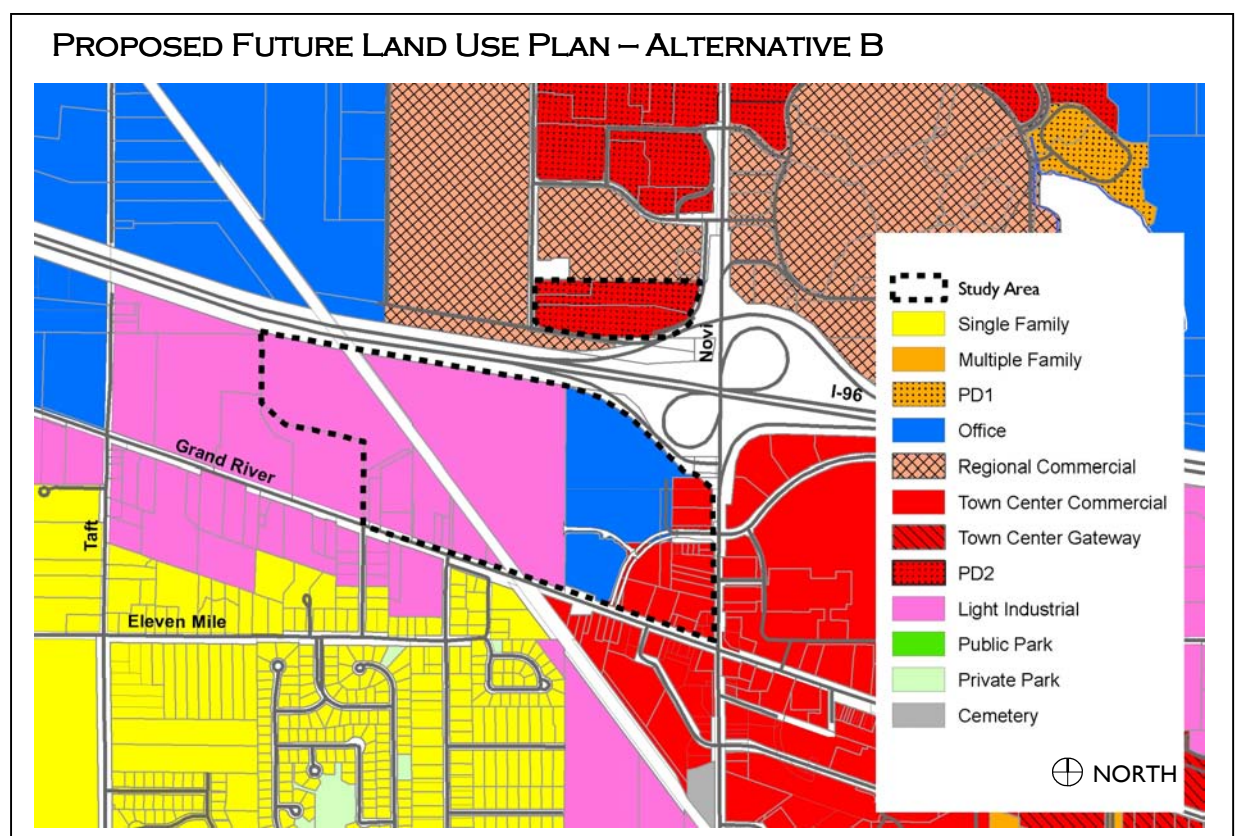 PROPOSED FUTURE LAND USE PLAN – ALTERNATIVE B
Novi
I-96
Grand River
Taft
Eleven Mile
Study Area
Single Family
Multiple Family
PD1
Office
Regional Commercial
Town Center Commercial
Town Center Gateway
PD2
Light Industrial
Public Park
Private Park
Cemetery
NORTH